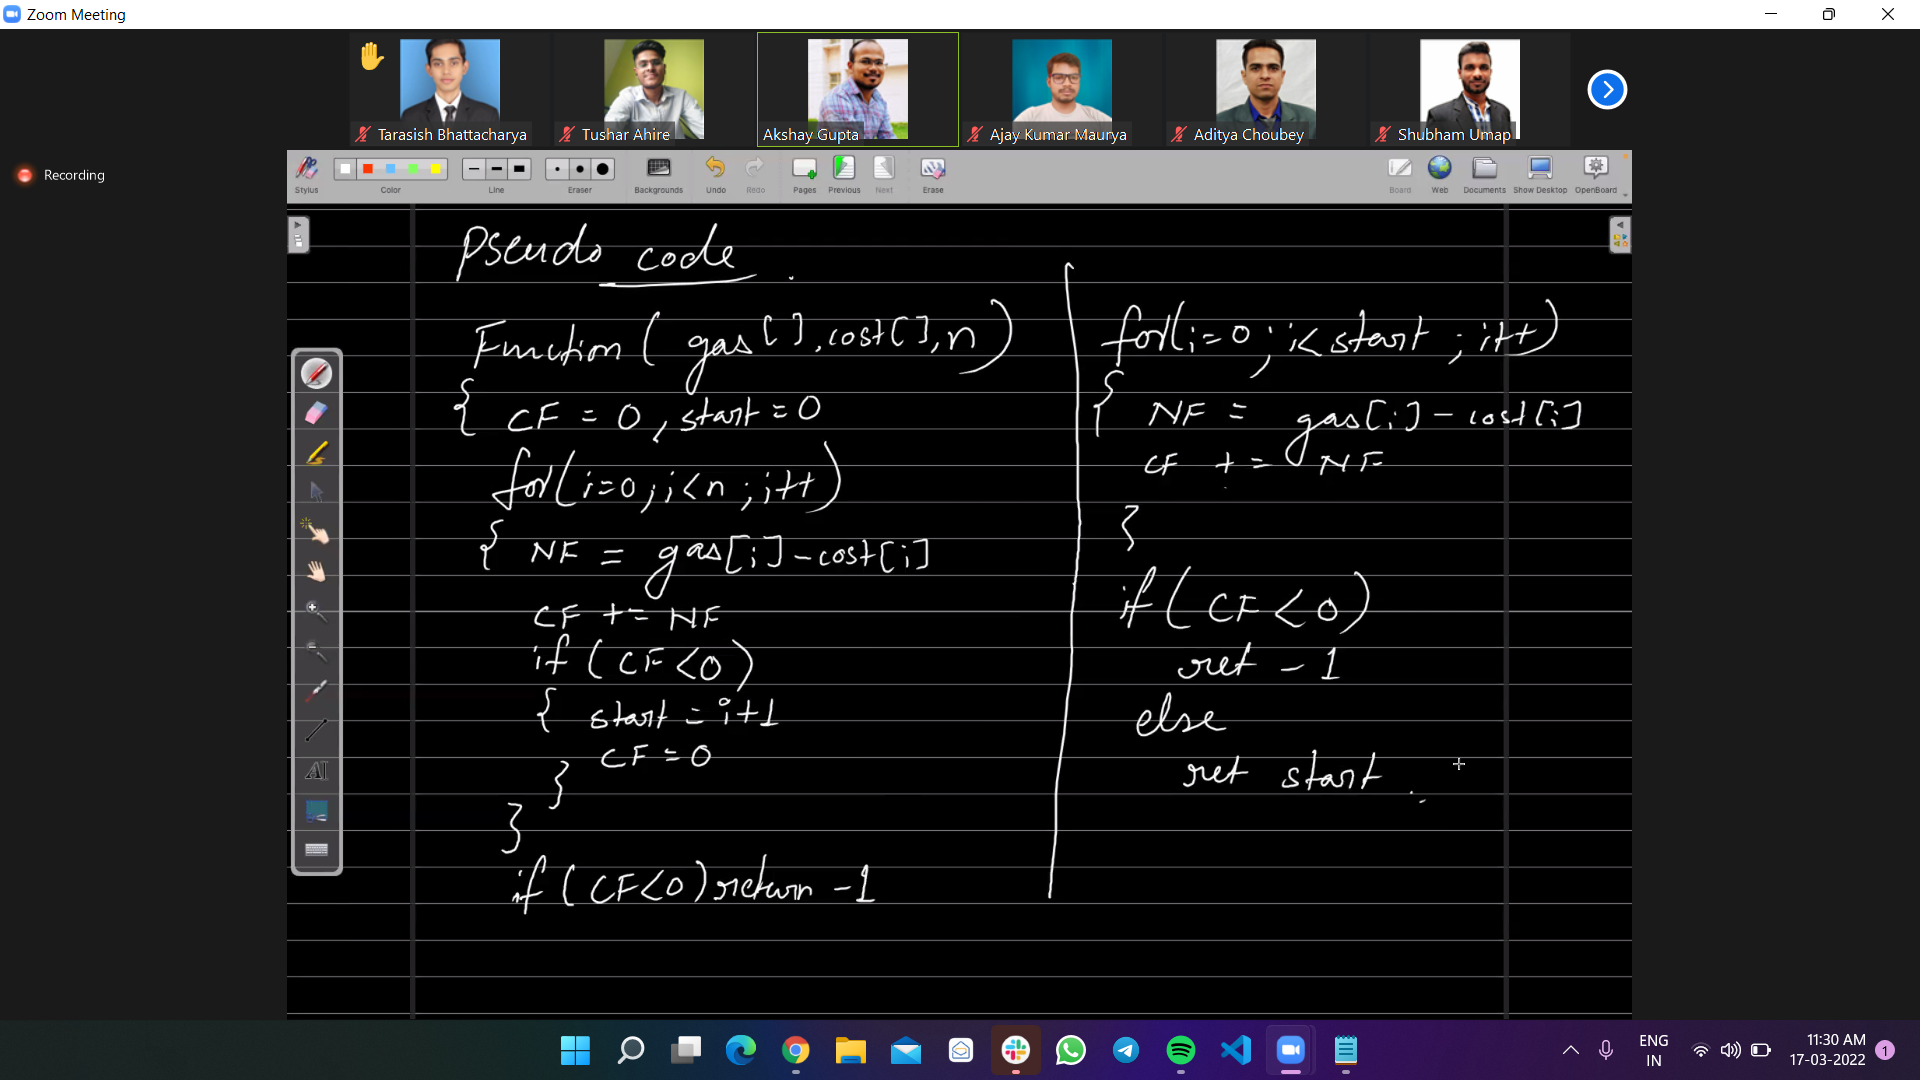 Zoom Meeting
Tarasish Bhattacharya
Tushar Ahire
Akshay Gupta
Ajay Kumar Maurya
Aditya Choubey
Shubham Umap
Recording
Stylus
Color
Line
Eraser
Backgrounds
Undo
Redo
Pages
Previous
Next
Erase
Board
Web
Documents
Show Desktop
OpenBoard
Pseudo code
Function ( gas[], cost[], n )
{ CF = 0, start = 0
for(i=0; i<n; i++)
{ NF = gas[i] - cost[i]
CF += NF
if (CF<0)
{ start = i+1
CF = 0
}
}
if (CF<0) return -1
for(i=0; i<start; i++)
{ NF = gas[i] - cost[i]
CF += NF
}
if (CF<0)
ret -1
else
ret start
AI
ENG
IN
11:30 AM
17-03-2022
1